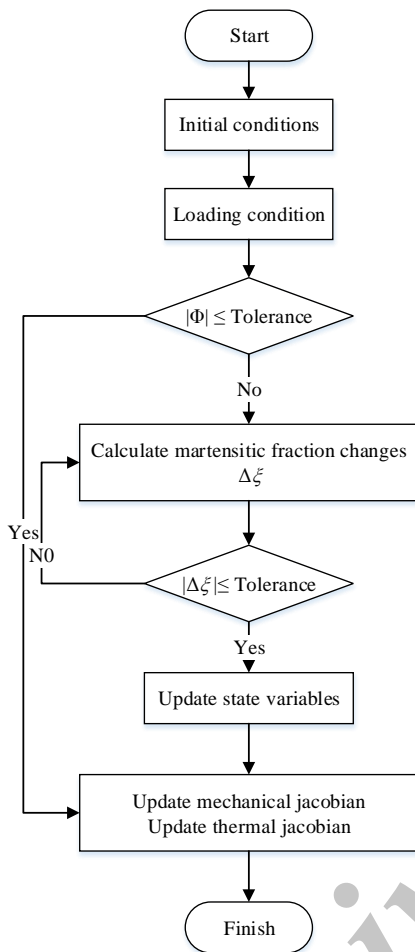 Start
Initial conditions
Loading condition
|Φ| ≤ Tolerance
No
Calculate martensitic fraction changes
Δξ
Yes
N0
|Δξ|≤ Tolerance
Yes
Update state variables
Update mechanical jacobian
Update thermal jacobian
Finish